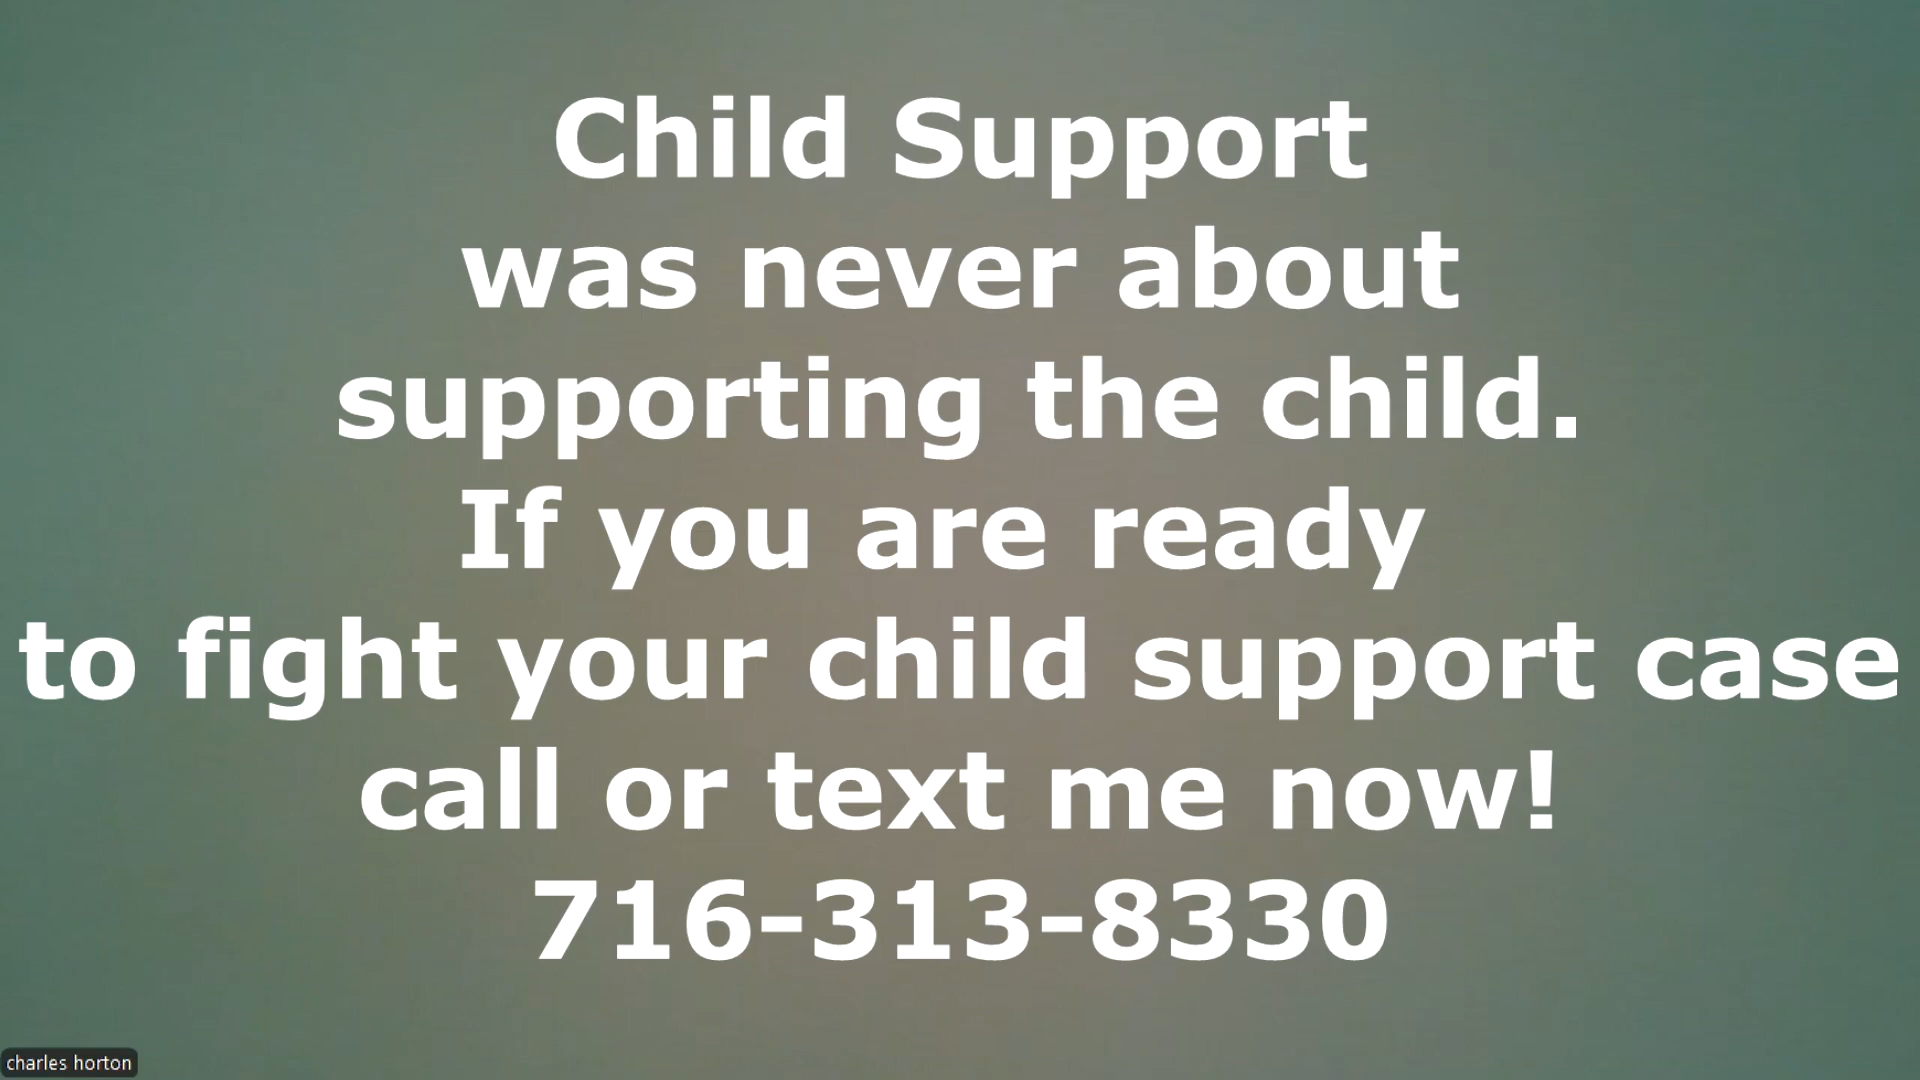 Child Support
was never about
supporting the child.
If you are ready
to fight your child support case
call or text me now!
716-313-8330
charles horton